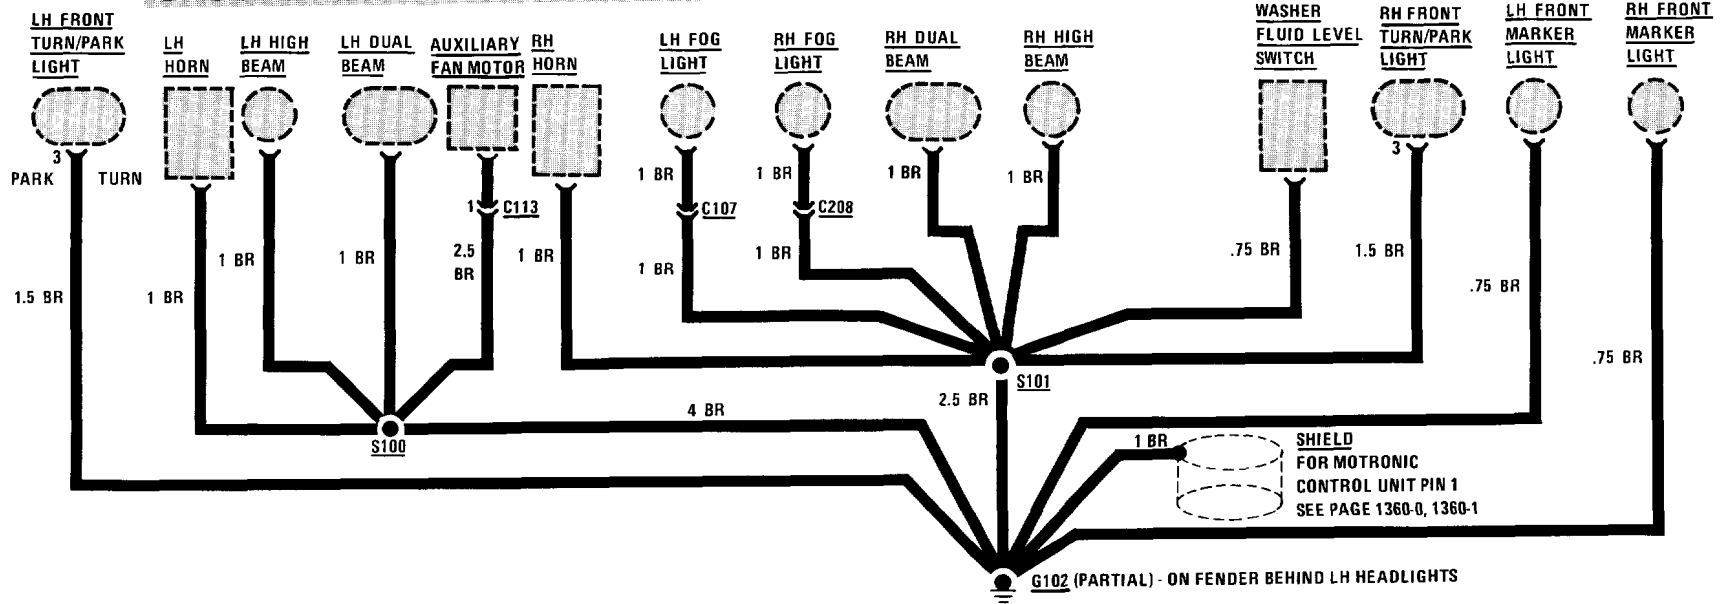 LH FRONT
TURN/PARK
LIGHT
LH
HORN
LH HIGH
BEAM
LH DUAL
BEAM
AUXILIARY
FAN MOTOR
RH
HORN
LH FOG
LIGHT
RH FOG
LIGHT
RH DUAL
BEAM
RH HIGH
BEAM
WASHER
FLUID LEVEL
SWITCH
RH FRONT
TURN/PARK
LIGHT
LH FRONT
MARKER
LIGHT
RH FRONT
MARKER
LIGHT
3
PARK TURN
1 BR
1 BR
1 BR
1 BR
3
1 C113
C107
C208
1.5 BR
1 BR
1 BR
1 BR
2.5
BR
1 BR
1 BR
1 BR
.75 BR
1.5 BR
.75 BR
.75 BR
S101
2.5 BR
4 BR
S100
1 BR
SHIELD
FOR MOTRONIC
CONTROL UNIT PIN 1
SEE PAGE 1360-0, 1360-1
G102 (PARTIAL) - ON FENDER BEHIND LH HEADLIGHTS